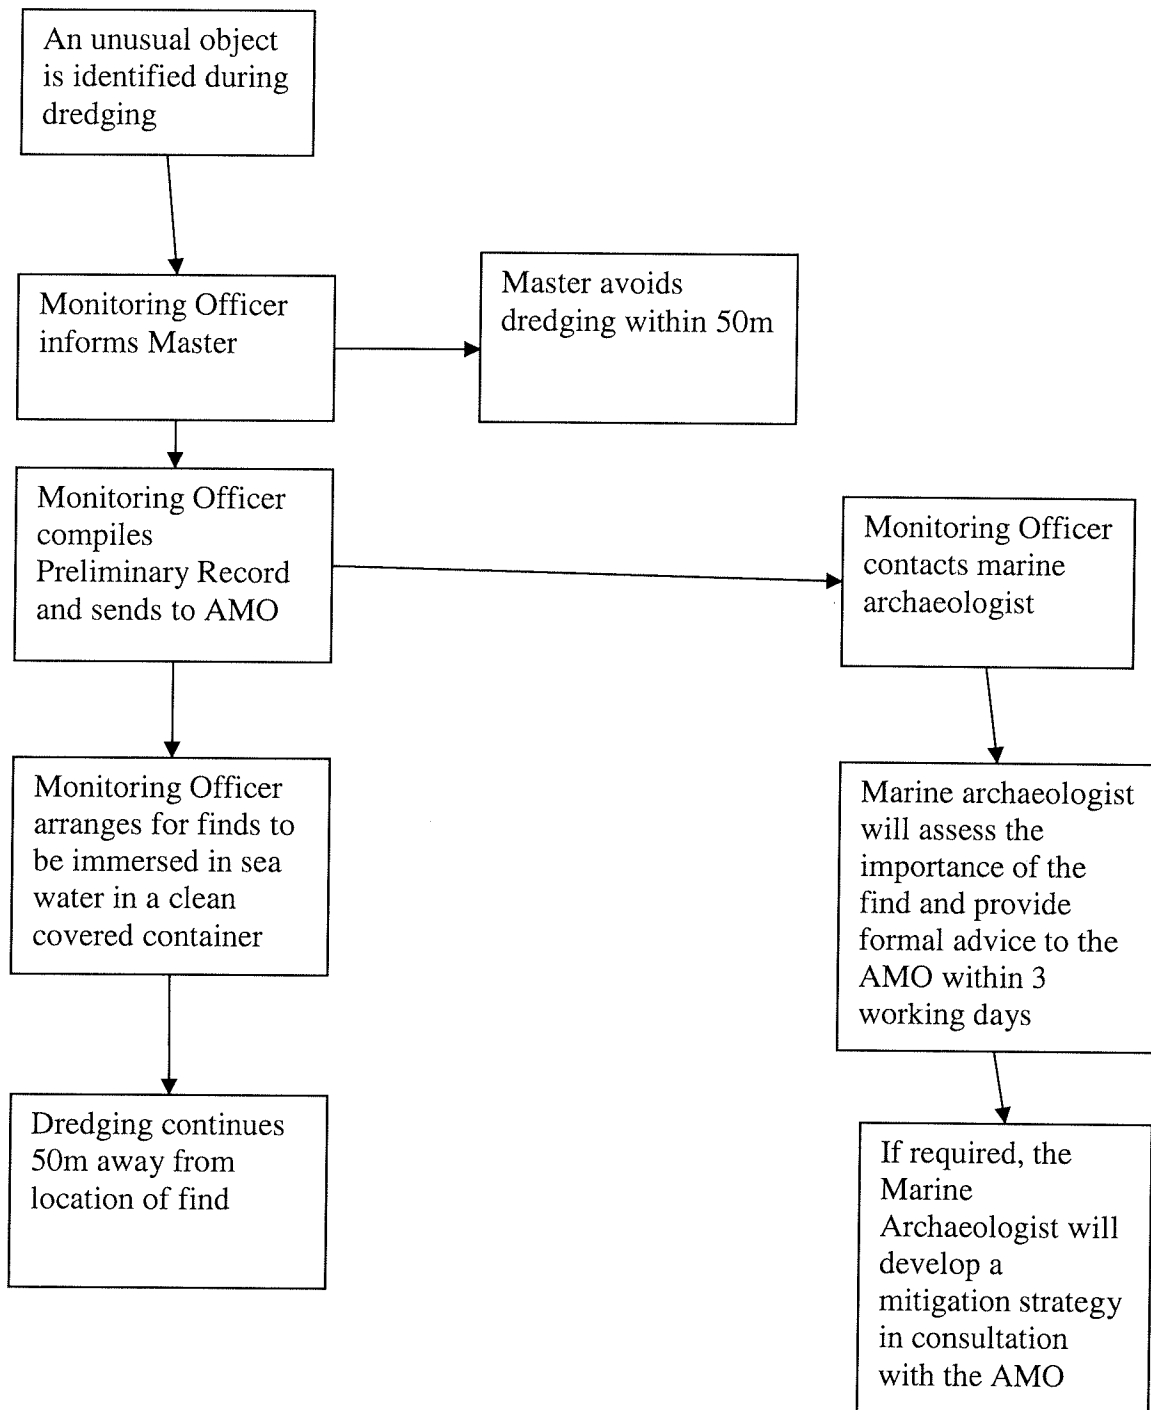 An unusual object
is identified during
dredging
Monitoring Officer
informs Master
Master avoids
dredging within 50m
Monitoring Officer
compiles
Preliminary Record
and sends to AMO
Monitoring Officer
contacts marine
archaeologist
Monitoring Officer
arranges for finds to
be immersed in sea
water in a clean
covered container
Marine archaeologist
will assess the
importance of the
find and provide
formal advice to the
AMO within 3
working days
Dredging continues
50m away from
location of find
If required, the
Marine
Archaeologist will
develop a
mitigation strategy
in consultation
with the AMO